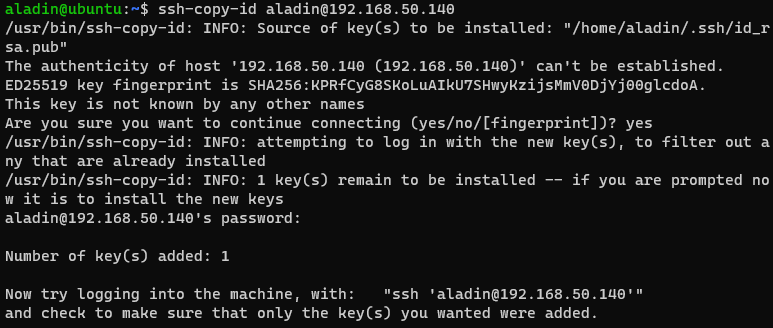 aladin@ubuntu:~$ ssh-copy-id aladin@192.168.50.140
/usr/bin/ssh-copy-id: INFO: Source of key(s) to be installed: "/home/aladin/.ssh/id_r
sa.pub"
The authenticity of host '192.168.50.140 (192.168.50.140)' can't be established.
ED25519 key fingerprint is SHA256:KPRfCyG8SKoLuAIkU7SHwyKzijsMmV0DjYj00glcdoA.
This key is not known by any other names
Are you sure you want to continue connecting (yes/no/[fingerprint])? yes
/usr/bin/ssh-copy-id: INFO: attempting to log in with the new key(s), to filter out a
ny that are already installed
/usr/bin/ssh-copy-id: INFO: 1 key(s) remain to be installed -- if you are prompted no
w it is to install the new keys
aladin@192.168.50.140's password:
Number of key(s) added: 1
Now try logging into the machine, with:   "ssh 'aladin@192.168.50.140'"
and check to make sure that only the key(s) you wanted were added.